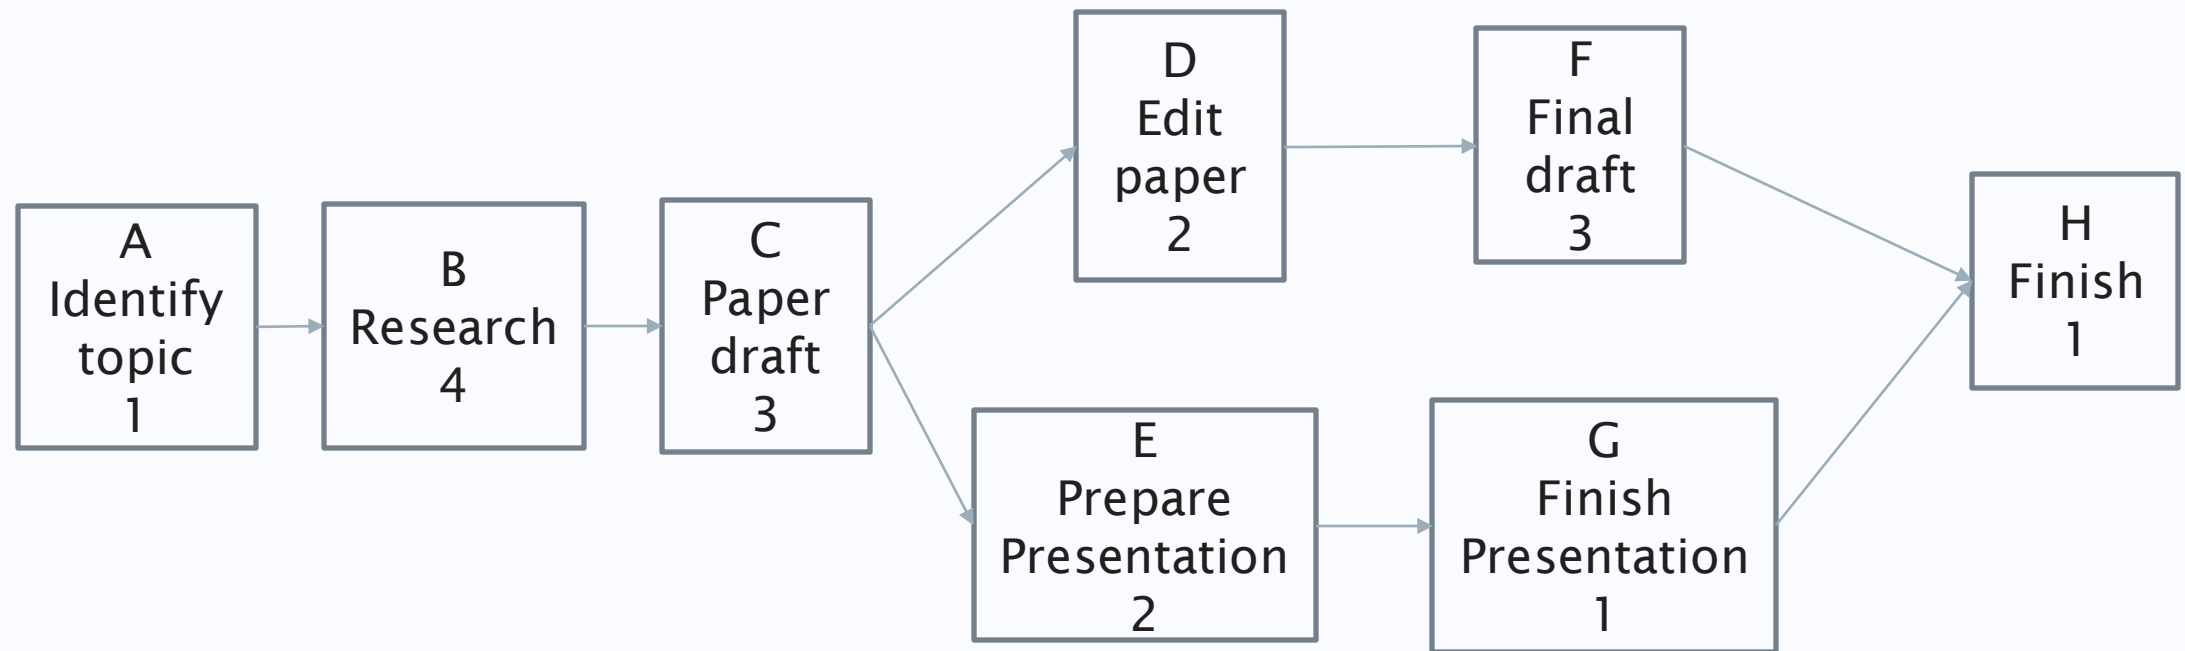 A
Identify
topic
1
B
Research
4
C
Paper
draft
3
D
Edit
paper
2
F
Final
draft
3
E
Prepare
Presentation
2
G
Finish
Presentation
1
H
Finish
1